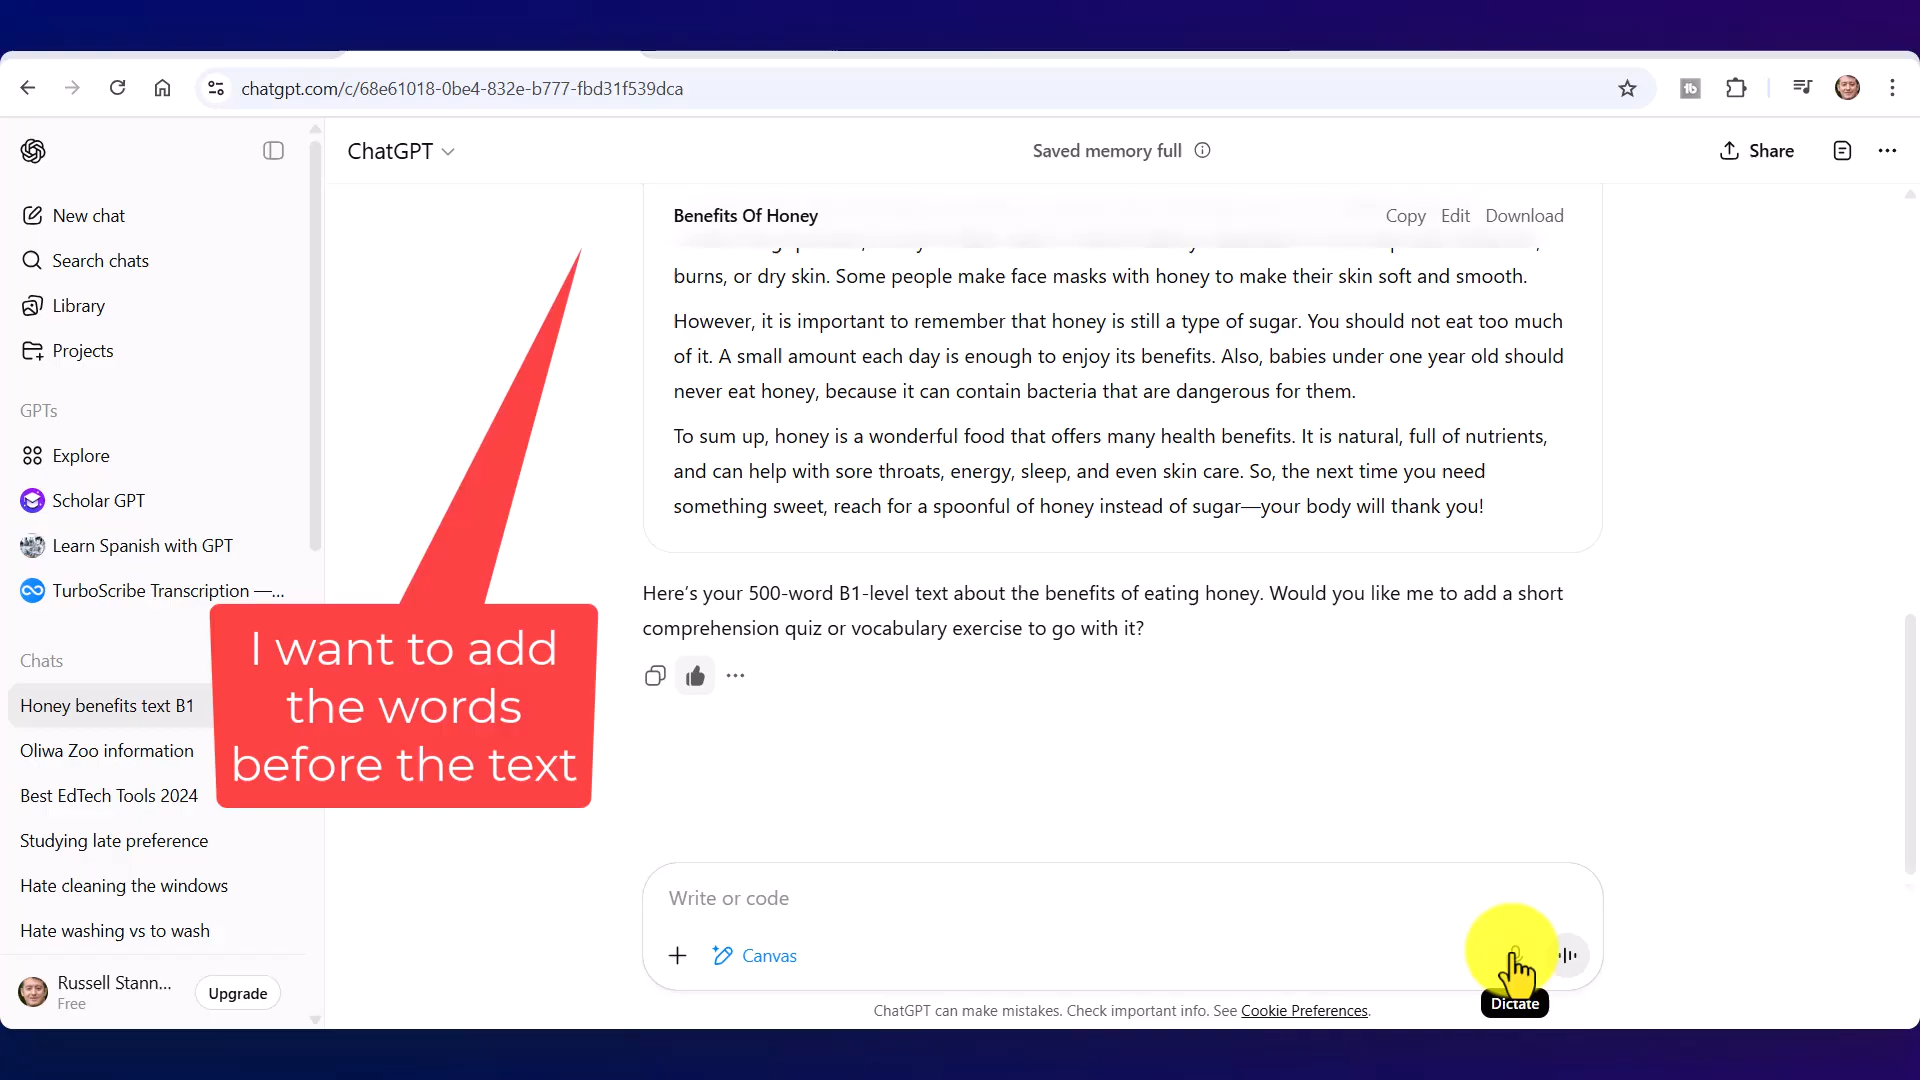 chatgpt.com/c/68e61018-0be4-832e-b777-fbd31f539dca
ChatGPT
Saved memory full
Share
New chat
Search chats
Library
Projects
GPTs
Explore
Scholar GPT
Learn Spanish with GPT
TurboScribe Transcription —...
Chats
Honey benefits text B1
Oliwa Zoo information
Best EdTech Tools 2024
Studying late preference
Hate cleaning the windows
Hate washing vs to wash
Russell Stann...
Free
Upgrade
I want to add
the words
before the text
Benefits Of Honey
Copy Edit Download
burns, or dry skin. Some people make face masks with honey to make their skin soft and smooth.
However, it is important to remember that honey is still a type of sugar. You should not eat too much
of it. A small amount each day is enough to enjoy its benefits. Also, babies under one year old should
never eat honey, because it can contain bacteria that are dangerous for them.
To sum up, honey is a wonderful food that offers many health benefits. It is natural, full of nutrients,
and can help with sore throats, energy, sleep, and even skin care. So, the next time you need
something sweet, reach for a spoonful of honey instead of sugar—your body will thank you!
Here's your 500-word B1-level text about the benefits of eating honey. Would you like me to add a short
comprehension quiz or vocabulary exercise to go with it?
Write or code
Canvas
Dictate
ChatGPT can make mistakes. Check important info. See Cookie Preferences.